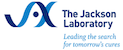 The Jackson
Laboratory
Leading the search
for tomorrow's cures